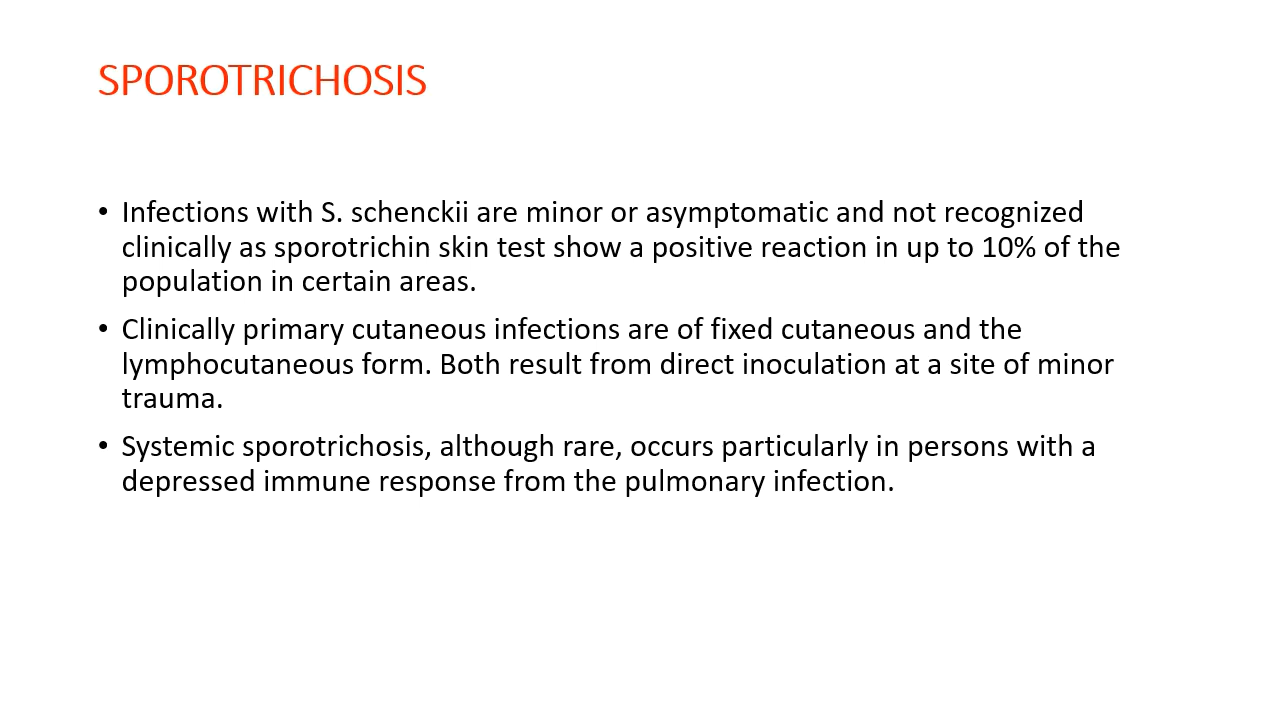 SPOROTRICHOSIS
• Infections with S. schenckii are minor or asymptomatic and not recognized
clinically as sporotrichin skin test show a positive reaction in up to 10% of the
population in certain areas.
• Clinically primary cutaneous infections are of fixed cutaneous and the
lymphocutaneous form. Both result from direct inoculation at a site of minor
trauma.
• Systemic sporotrichosis, although rare, occurs particularly in persons with a
depressed immune response from the pulmonary infection.